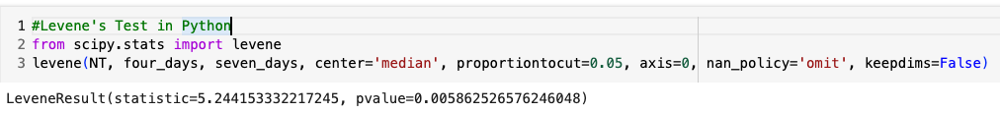 1 #Levene's Test in Python
2 from scipy.stats import levene
3 levene(NT, four_days, seven_days, center='median', proportiontocut=0.05, axis=0, nan_policy='omit', keepdims=False)
LeveneResult(statistic=5.244153332217245, pvalue=0.005862526576246048)